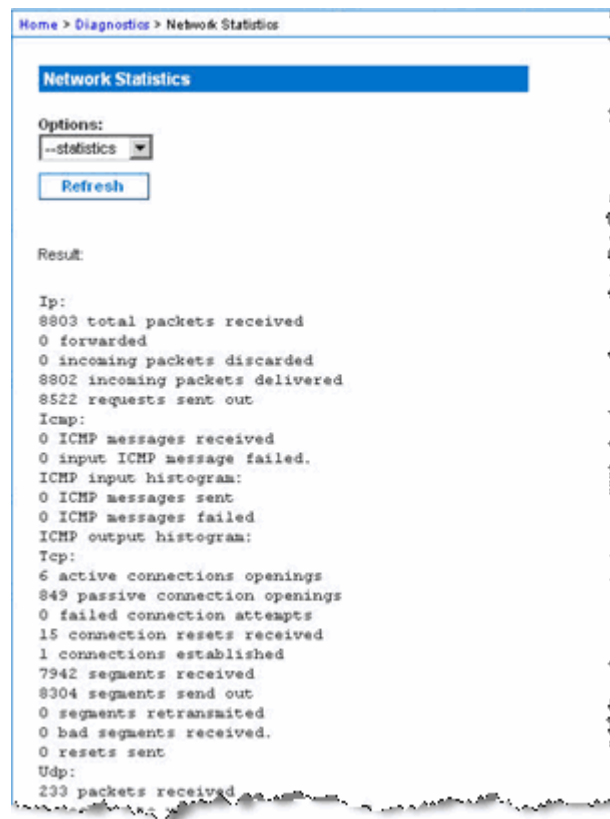 Home > Diagnostics > Network Statistics
Network Statistics
Options:
--statistics
Refresh
Result:
Ip:
8803 total packets received
0 forwarded
0 incoming packets discarded
8802 incoming packets delivered
8522 requests sent out
Icmp:
0 ICMP messages received
0 input ICMP message failed.
ICMP input histogram:
0 ICMP messages sent
0 ICMP messages failed
ICMP output histogram:
Tcp:
6 active connections openings
849 passive connection openings
0 failed connection attempts
15 connection resets received
1 connections established
7942 segments received
8304 segments send out
0 segments retransmited
0 bad segments received.
0 resets sent
Udp:
233 packets received